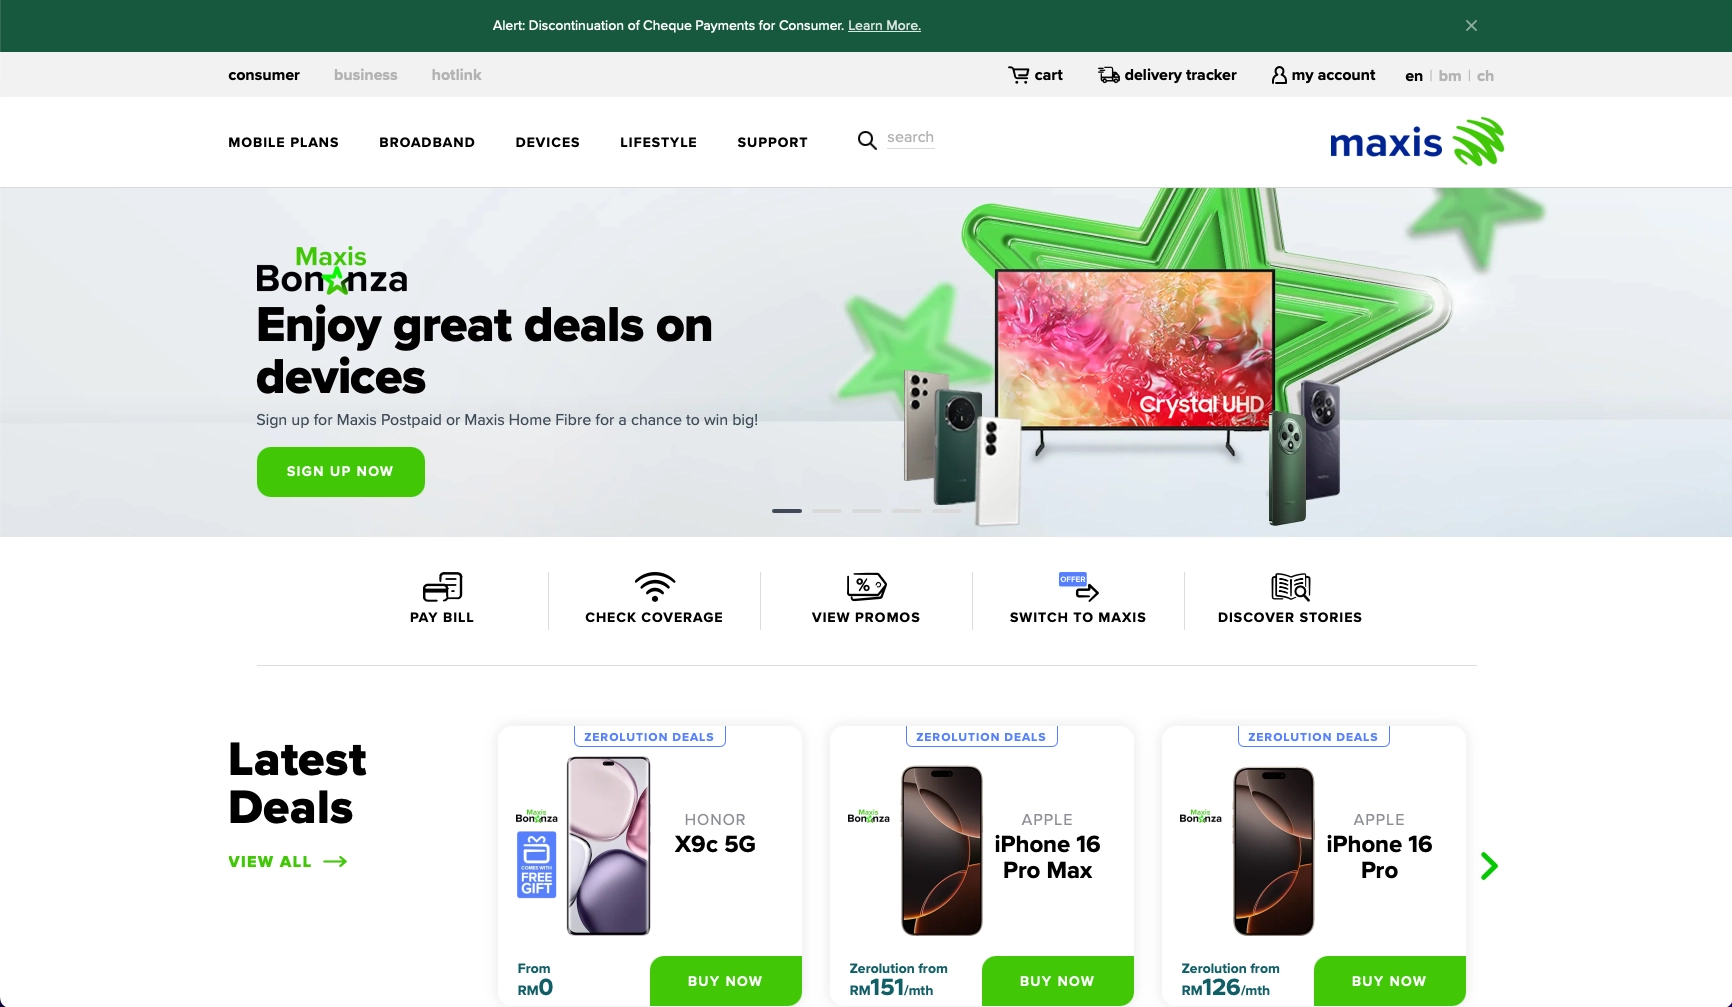 Alert: Discontinuation of Cheque Payments for Consumer. Learn More.
consumer business hotlink
cart delivery tracker my account en | bm | ch
MOBILE PLANS BROADBAND DEVICES LIFESTYLE SUPPORT search
maxis
Maxis
Bonanza
Enjoy great deals on
devices
Sign up for Maxis Postpaid or Maxis Home Fibre for a chance to win big!
SIGN UP NOW
Crystal UHD
PAY BILL
CHECK COVERAGE
%
VIEW PROMOS
OFFER
SWITCH TO MAXIS
DISCOVER STORIES
Latest
Deals
VIEW ALL
ZEROLUTION DEALS
Maxis
Bonanza
COMES WITH
FREE
GIFT
HONOR
X9c 5G
From
RM0
BUY NOW
ZEROLUTION DEALS
Maxis
Bonanza
APPLE
iPhone 16
Pro Max
Zerolution from
RM151/mth
BUY NOW
ZEROLUTION DEALS
Maxis
Bonanza
APPLE
iPhone 16
Pro
Zerolution from
RM126/mth
BUY NOW